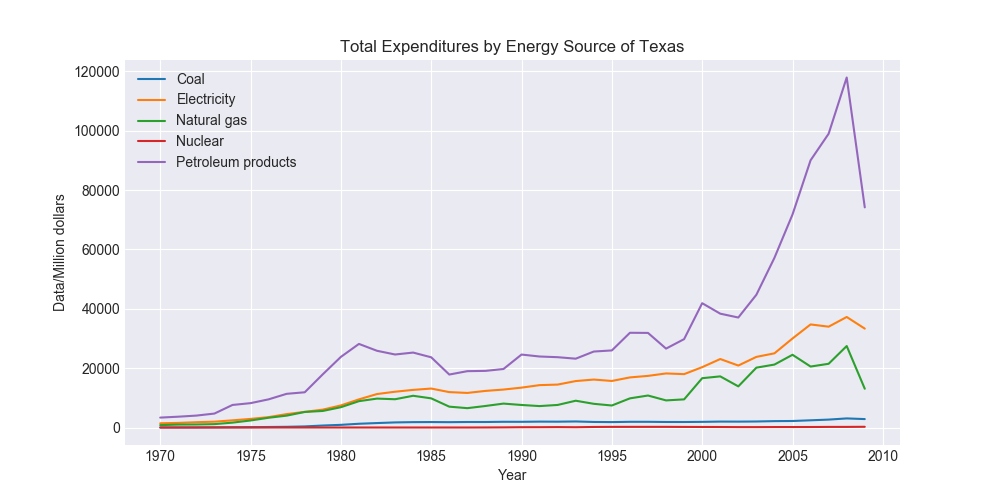 Total Expenditures by Energy Source of Texas
120000
100000
80000
60000
40000
20000
0
Data/Million dollars
Coal
Electricity
Natural gas
Nuclear
Petroleum products
1970 1975 1980 1985 1990 1995 2000 2005 2010
Year